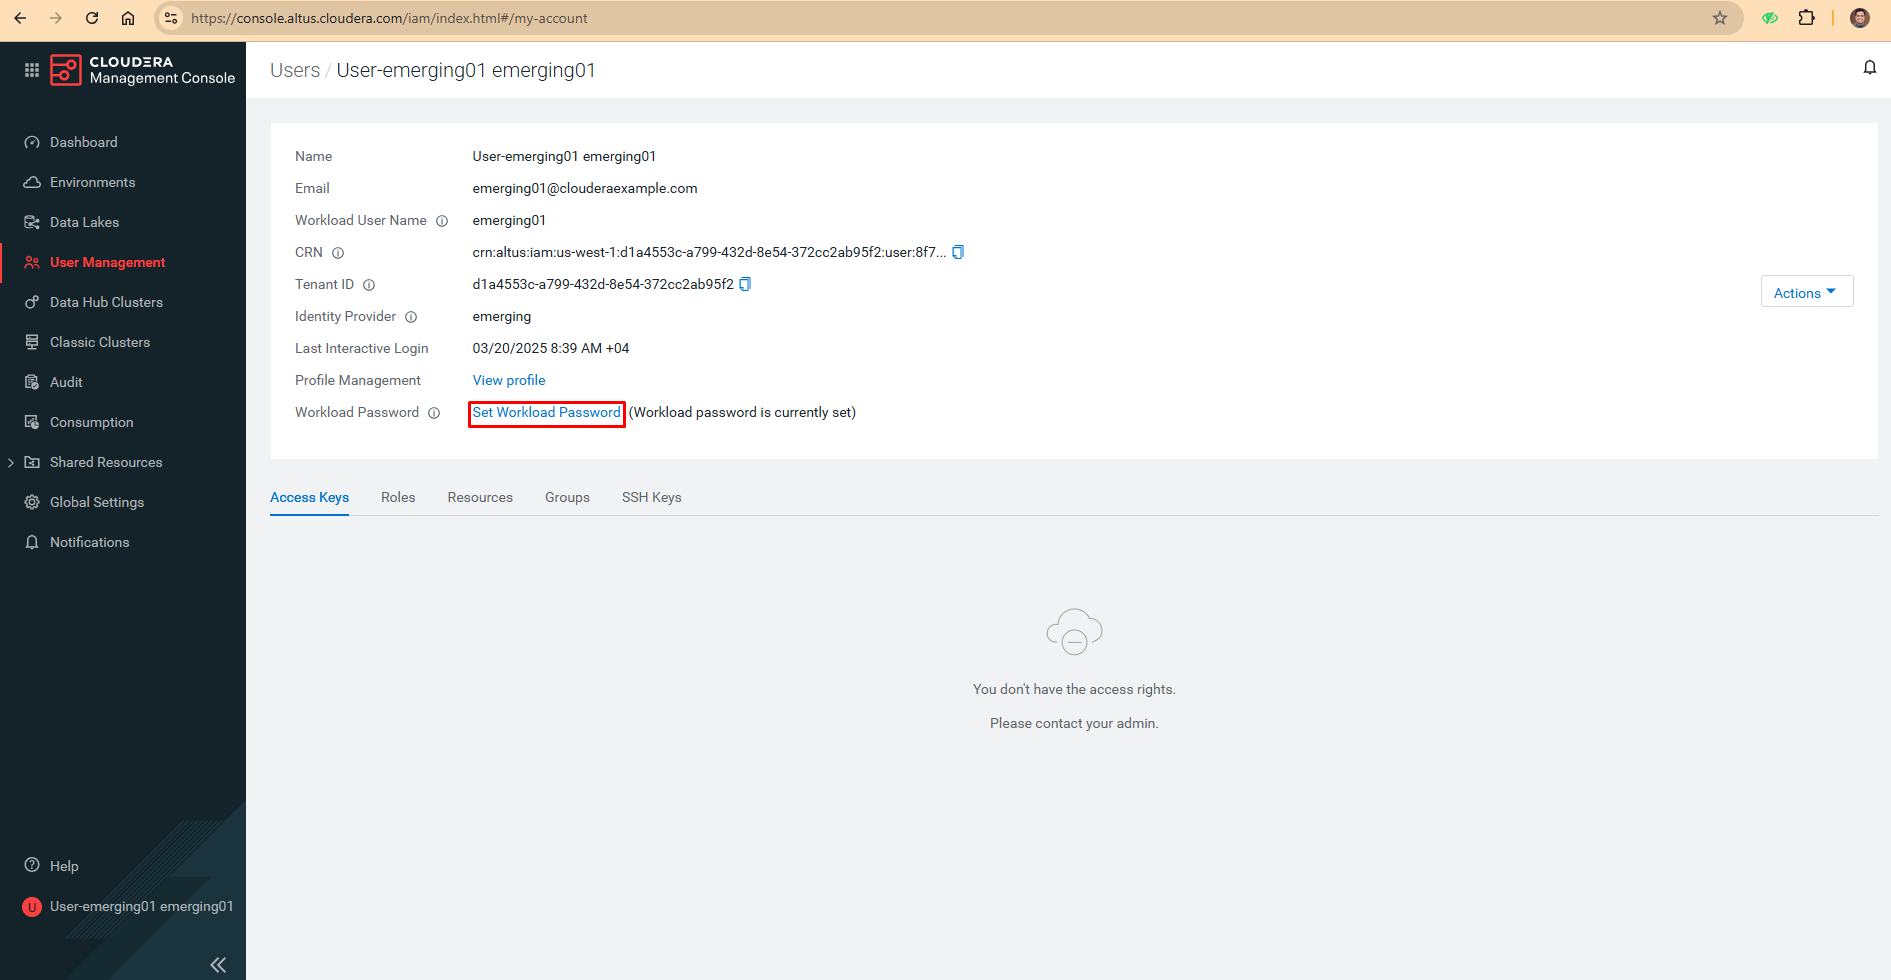 https://console.altus.cloudera.com/iam/index.html#/my-account
CLOUDERA
Management Console
Users / User-emerging01 emerging01
Dashboard
Environments
Data Lakes
User Management
Data Hub Clusters
Classic Clusters
Audit
Consumption
Shared Resources
Global Settings
Notifications
Help
U User-emerging01 emerging01
Name User-emerging01 emerging01
Email emerging01@clouderaexample.com
Workload User Name emerging01
CRN crn:altus:iam:us-west-1:d1a4553c-a799-432d-8e54-372cc2ab95f2:user:8f7...
Tenant ID d1a4553c-a799-432d-8e54-372cc2ab95f2
Identity Provider emerging
Last Interactive Login 03/20/2025 8:39 AM +04
Profile Management View profile
Workload Password Set Workload Password (Workload password is currently set)
Actions
Access Keys Roles Resources Groups SSH Keys
You don't have the access rights.
Please contact your admin.